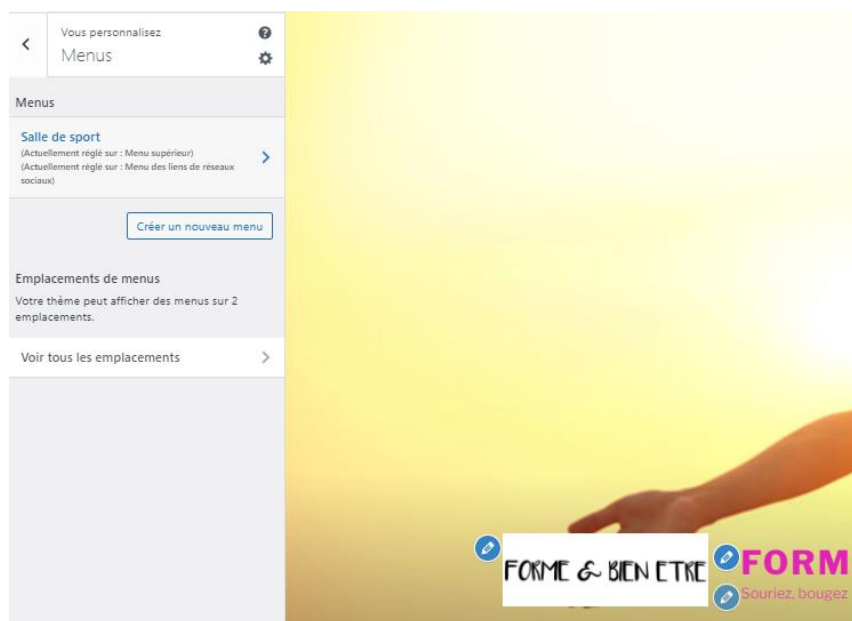 Vous personnalisez
Menus
Menus
Salle de sport
(Actuellement réglé sur : Menu supérieur)
(Actuellement réglé sur : Menu des liens de réseaux
sociaux)
Créer un nouveau menu
Emplacements de menus
Votre thème peut afficher des menus sur 2
emplacements.
Voir tous les emplacements
FORME & BIEN ETRE
FORM
Souriez, bougez